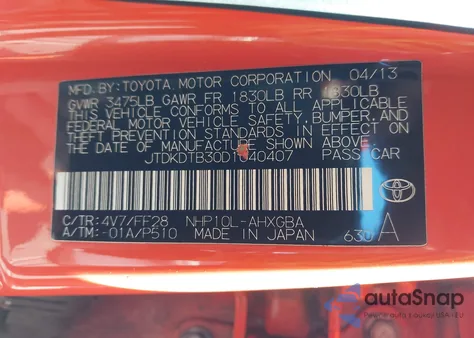 MFD. BY: TOYOTA MOTOR CORPORATION 04/13
GVWR 3475LB GAWR FR 1830LB RR 1830LB
THIS VEHICLE CONFORMS TO ALL APPLICABLE
FEDERAL MOTOR VEHICLE SAFETY, BUMPER, AND
THEFT PREVENTION STANDARDS IN EFFECT ON
THE DATE OF MANUFACTURE SHOWN ABOVE.
JTDKDTB30D1040407 PASS. CAR
C/TR: 4V7/FF28 NHP10L-AHXGBA
A/TM: -01A/P510 MADE IN JAPAN 630 A
autoSnap